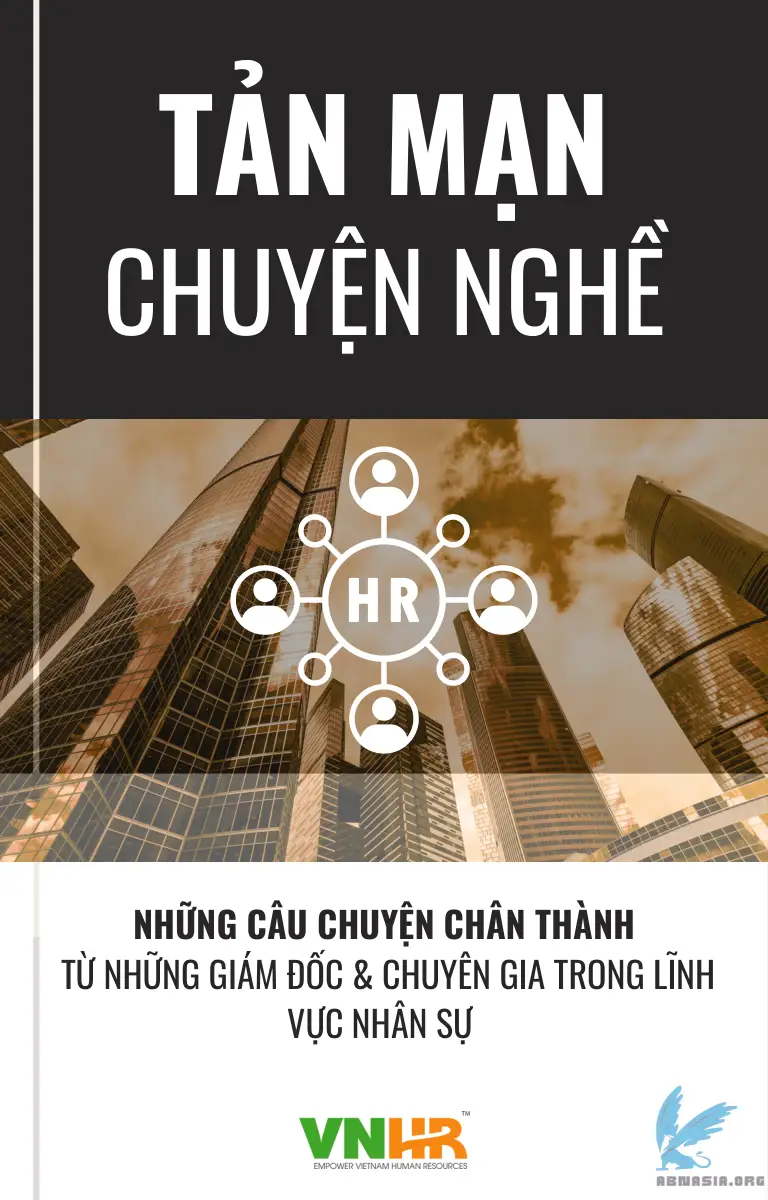 TẢN MẠN
CHUYỆN NGHỀ
HR
NHỮNG CÂU CHUYỆN CHÂN THÀNH
TỪ NHỮNG GIÁM ĐỐC & CHUYÊN GIA TRONG LĨNH
VỰC NHÂN SỰ
VNHR™
EMPOWER VIETNAM HUMAN RESOURCES
ABNASIA.ORG